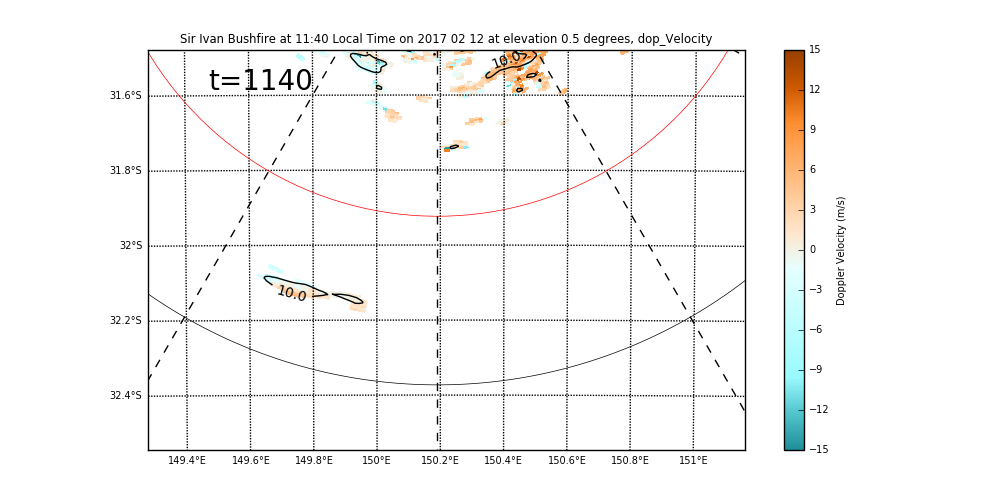 Sir Ivan Bushfire at 11:40 Local Time on 2017 02 12 at elevation 0.5 degrees, dop_Velocity
t=1140
10.0
10.0
31.6°S
31.8°S
32°S
32.2°S
32.4°S
149.4°E 149.6°E 149.8°E 150°E 150.2°E 150.4°E 150.6°E 150.8°E 151°E
15
12
9
6
3
0
−3
−6
−9
−12
−15
Doppler Velocity (m/s)